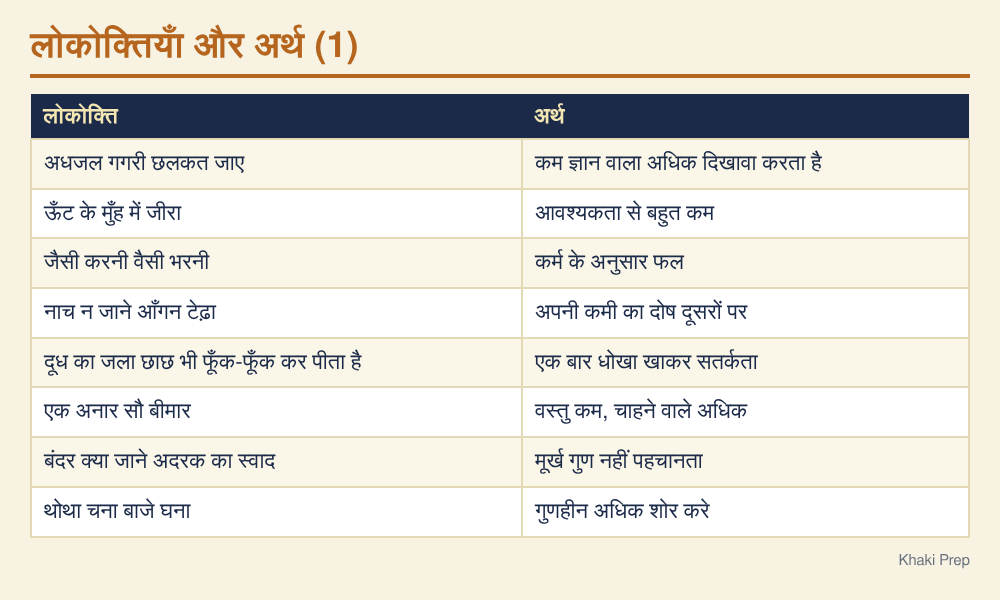 लोकोक्तियाँ और अर्थ (1)
लोकोक्ति अर्थ
अधजल गगरी छलकत जाए कम ज्ञान वाला अधिक दिखावा करता है
ऊँट के मुँह में जीरा आवश्यकता से बहुत कम
जैसी करनी वैसी भरनी कर्म के अनुसार फल
नाच न जाने आँगन टेढ़ा अपनी कमी का दोष दूसरों पर
दूध का जला छाछ भी फूँक-फूँक कर पीता है एक बार धोखा खाकर सतर्कता
एक अनार सौ बीमार वस्तु कम, चाहने वाले अधिक
बंदर क्या जाने अदरक का स्वाद मूर्ख गुण नहीं पहचानता
थोथा चना बाजे घना गुणहीन अधिक शोर करे
Khaki Prep